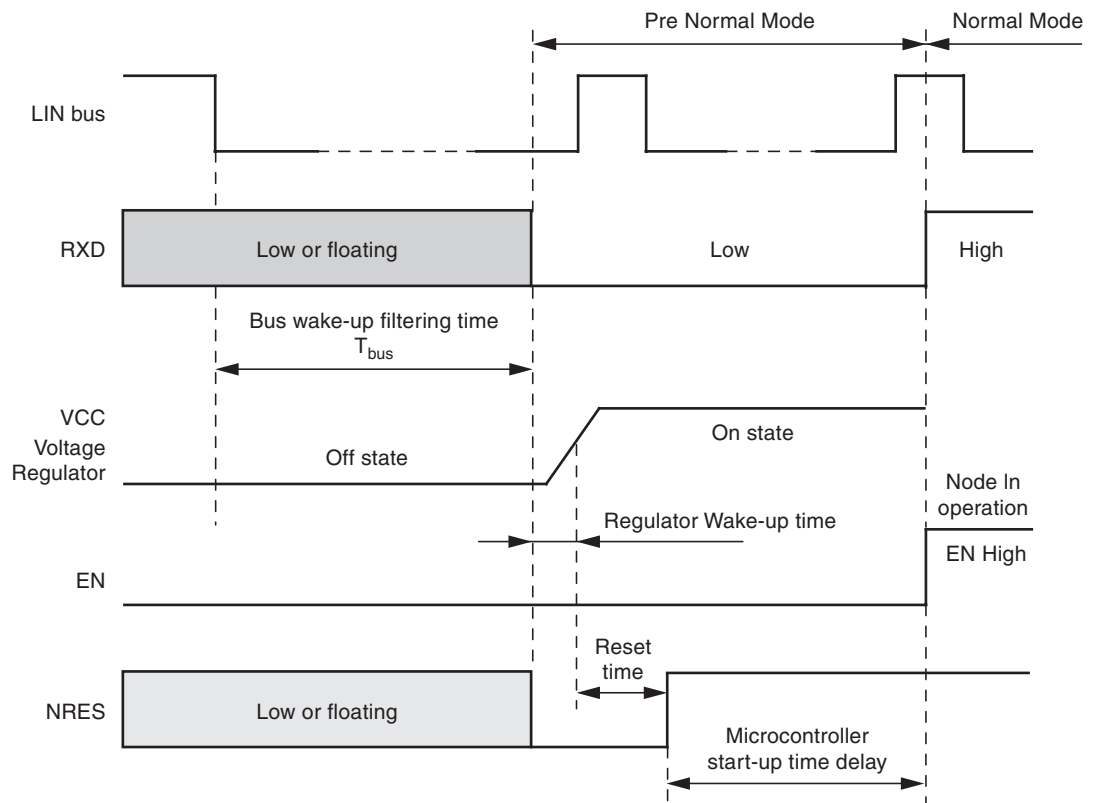 Pre Normal Mode
Normal Mode
LIN bus
RXD
Low or floating
Low
High
Bus wake-up filtering time
Tbus
VCC
Voltage
Regulator
Off state
On state
Node In
operation
Regulator Wake-up time
EN
EN High
Reset
time
NRES
Low or floating
Microcontroller
start-up time delay